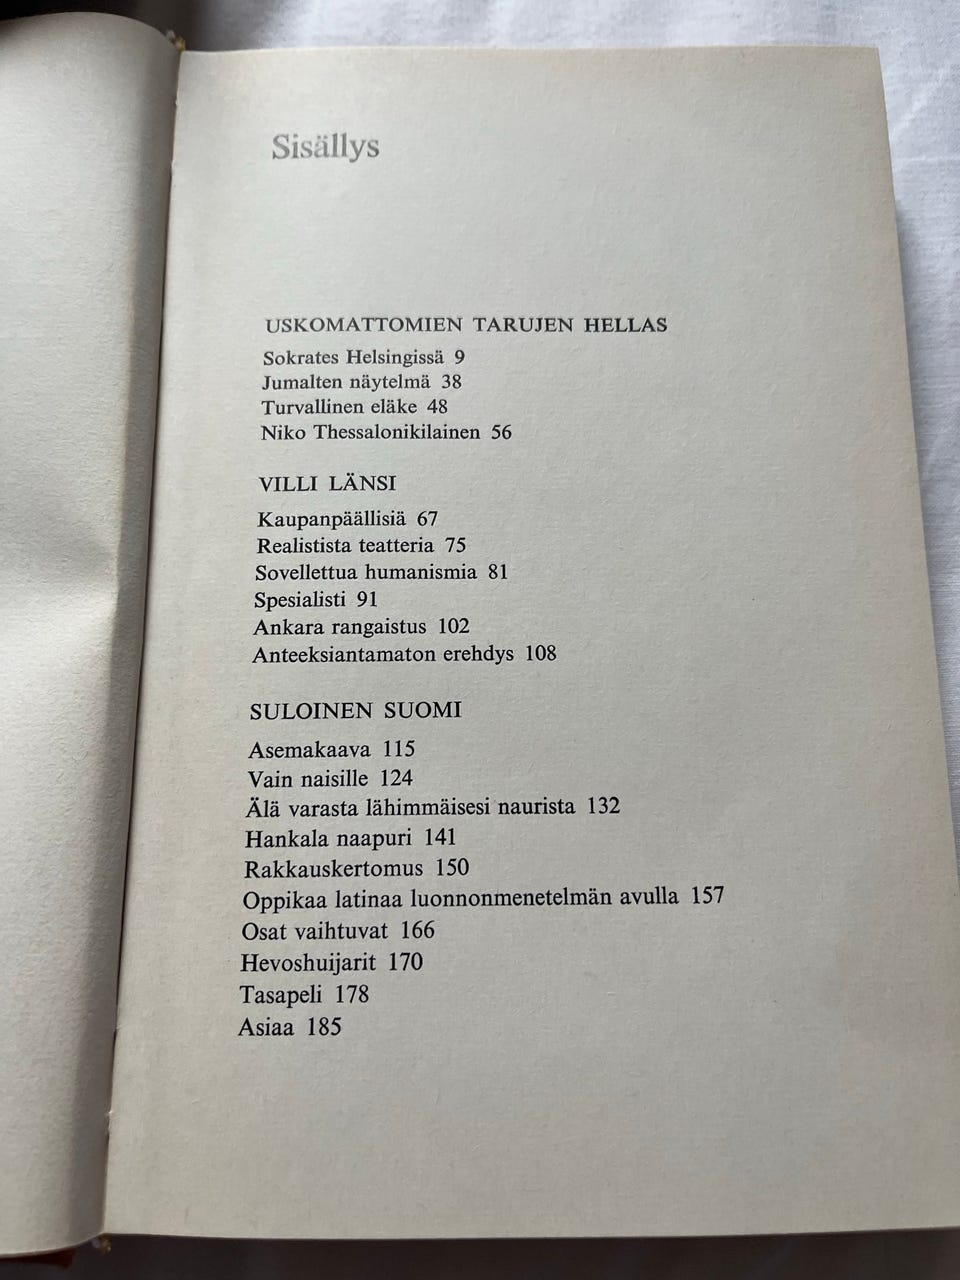 Sisällys
USKOMATTOMIEN TARUJEN HELLAS
Sokrates Helsingissä 9
Jumalten näytelmä 38
Turvallinen eläke 48
Niko Thessalonikilainen 56
VILLI LÄNSI
Kaupanpäällisiä 67
Realistista teatteria 75
Sovellettua humanismia 81
Spesialisti 91
Ankara rangaistus 102
Anteeksiantamaton erehdys 108
SULOINEN SUOMI
Asemakaava 115
Vain naisille 124
Älä varasta lähimmäisesi naurista 132
Hankala naapuri 141
Rakkauskertomus 150
Oppikaa latinaa luonnonmenetelmän avulla 157
Osat vaihtuvat 166
Hevoshuijarit 170
Tasapeli 178
Asiaa 185